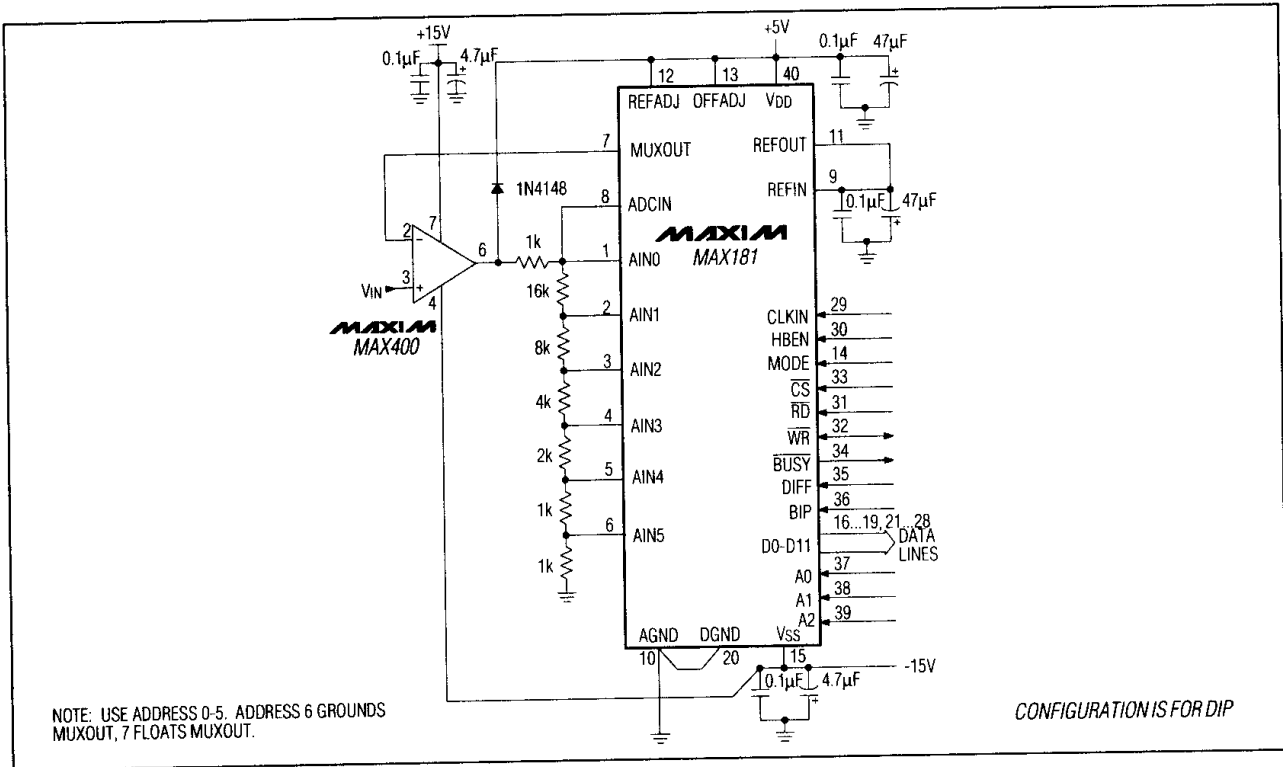 +15V
0.1µF
4.7µF
+5V
0.1µF
47µF
12
13
40
REFADJ
OFFADJ
VDD
7
MUXOUT
REFOUT
11
1N4148
8
ADCIN
REFIN
9
0.1µF
47µF
MAXIM
MAX181
2
7
6
1k
1
AIN0
VIN
3
4
-
+
MAXIM
MAX400
16k
2
AIN1
CLKIN
29
8k
HBEN
30
3
AIN2
MODE
14
4k
CS
33
4
AIN3
RD
31
2k
WR
32
5
AIN4
BUSY
34
1k
DIFF
35
6
AIN5
BIP
36
1k
D0-D11
16...19, 21...28
DATA
LINES
A0
37
A1
38
A2
39
AGND
DGND
VSS
10
20
15
-15V
0.1µF
4.7µF
NOTE: USE ADDRESS 0-5. ADDRESS 6 GROUNDS
MUXOUT, 7 FLOATS MUXOUT.
CONFIGURATION IS FOR DIP